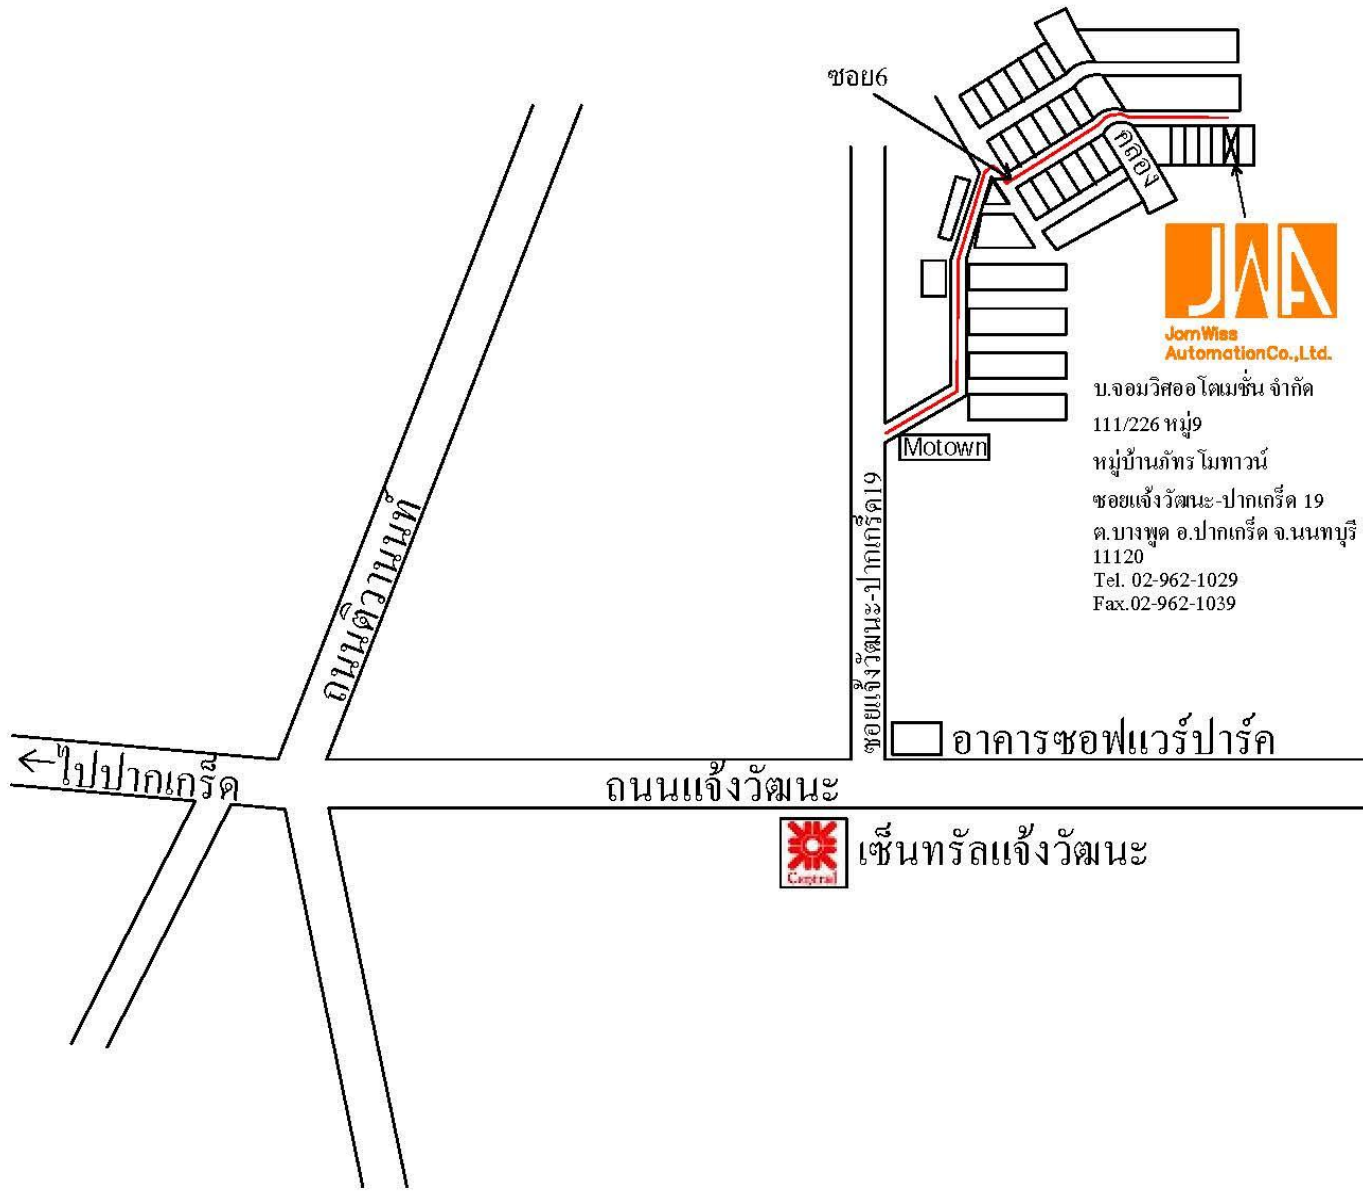 ซอย6
คลอง
JWA
JomWiss
AutomationCo.,Ltd.
บ.จอมวิศออโตเมชั่น จำกัด
111/226 หมู่9
หมู่บ้านภัทรโมทาวน์
ซอยแจ้งวัฒนะ-ปากเกร็ด 19
ต.บางพูด อ.ปากเกร็ด จ.นนทบุรี
11120
Tel. 02-962-1029
Fax.02-962-1039
Motown
ซอยแจ้งวัฒนะ-ปากเกร็ด19
ถนนติวานนท์
อาคารซอฟแวร์ปาร์ค
ไปปากเกร็ด
ถนนแจ้งวัฒนะ
Central
เซ็นทรัลแจ้งวัฒนะ